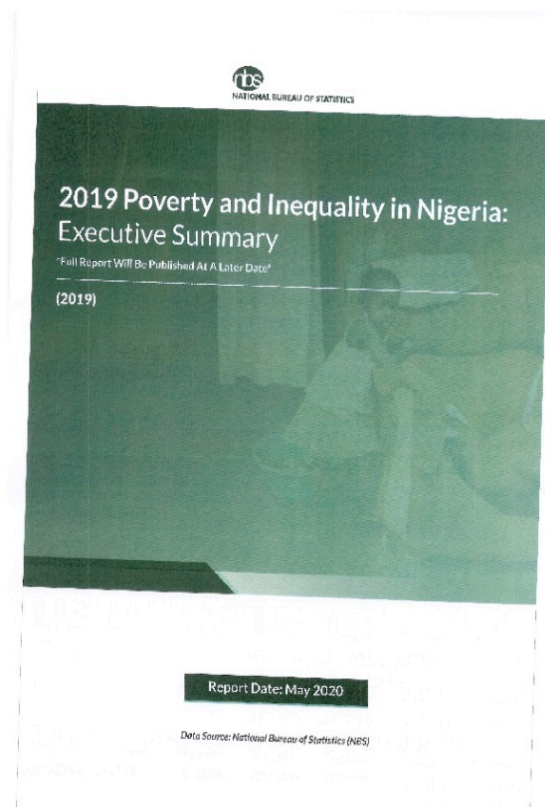 nbs
NATIONAL BUREAU OF STATISTICS
2019 Poverty and Inequality in Nigeria:
Executive Summary
"Full Report Will Be Published At A Later Date"
(2019)
Report Date: May 2020
Data Source: National Bureau of Statistics (NBS)